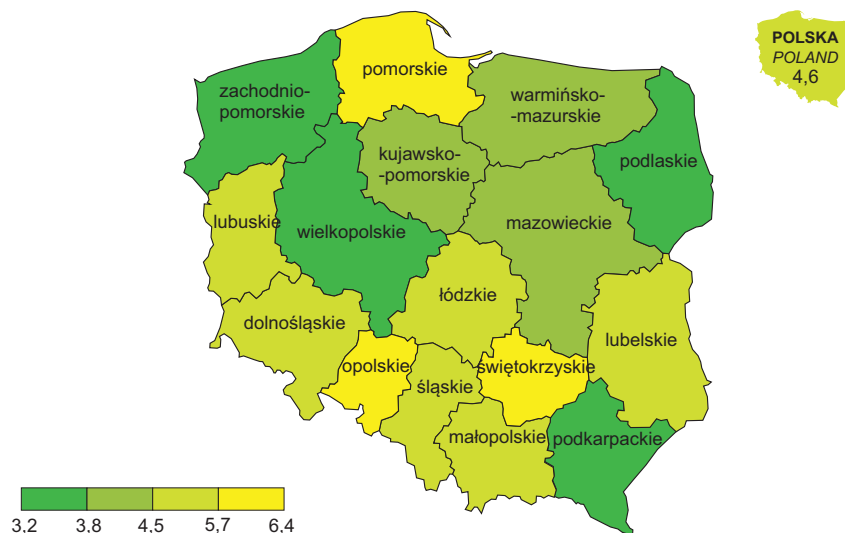 POLSKA
POLAND
4,6
pomorskie
zachodnio-
pomorskie
warmińsko-
-mazurskie
kujawsko-
-pomorskie
podlaskie
lubuskie
wielkopolskie
mazowieckie
łódzkie
dolnośląskie
lubelskie
opolskie
świętokrzyskie
śląskie
małopolskie
podkarpackie
3,2 3,8 4,5 5,7 6,4